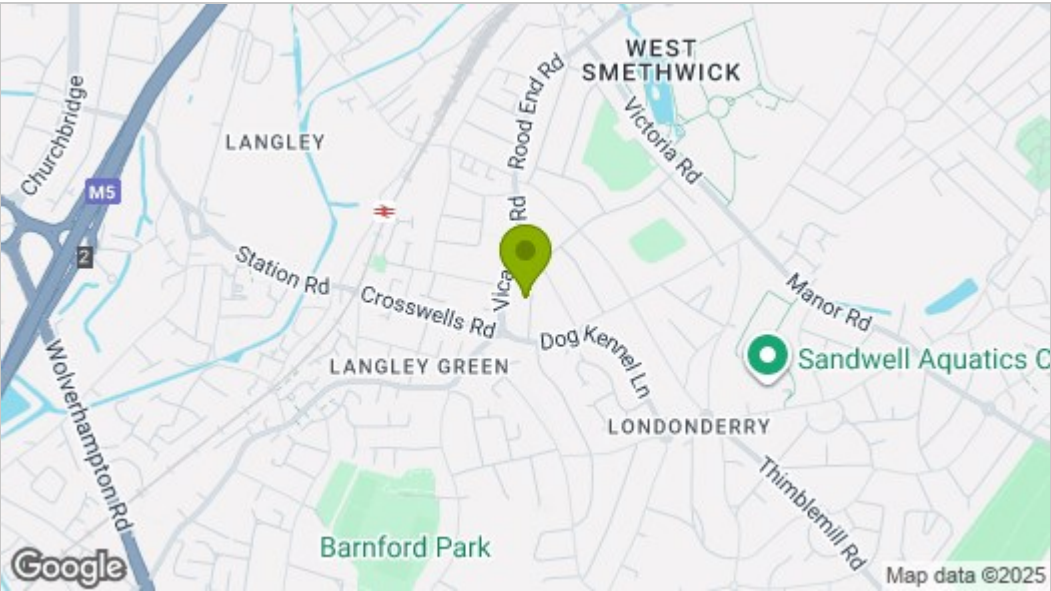 WEST
SMETHWICK
Rood End Rd
Victoria Rd
Churchbridge
LANGLEY
M5
2
Rd
Station Rd
Vica
Crosswells Rd
Manor Rd
Dog Kennel Ln
Sandwell Aquatics C
LANGLEY GREEN
LONDONDERRY
Wolverhampton Rd
Thimblemill Rd
Barnford Park
Google
Map data ©2025